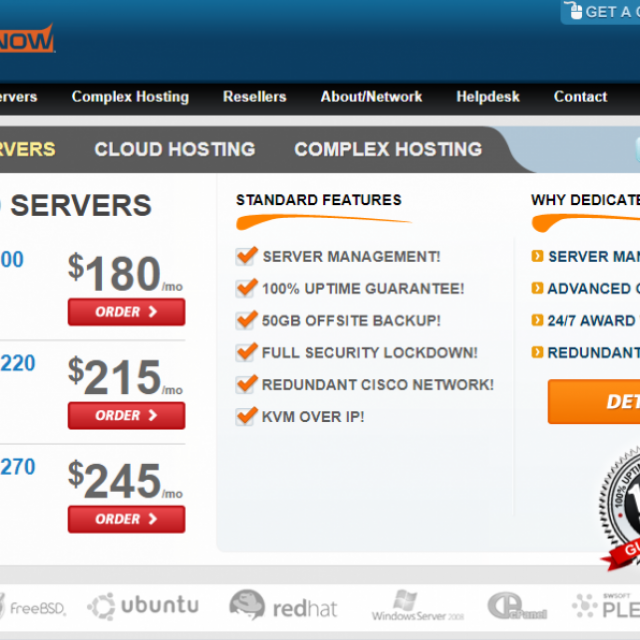 NOW
GET A
ervers Complex Hosting Resellers About/Network Helpdesk Contact
RVERS CLOUD HOSTING COMPLEX HOSTING
SERVERS
STANDARD FEATURES
WHY DEDICATE
00
$180/mo
ORDER
220
$215/mo
ORDER
270
$245/mo
ORDER
SERVER MANAGEMENT!
100% UPTIME GUARANTEE!
50GB OFFSITE BACKUP!
FULL SECURITY LOCKDOWN!
REDUNDANT CISCO NETWORK!
KVM OVER IP!
SERVER MAN
ADVANCED
24/7 AWARD
REDUNDANT
DET
100% UPTI
GU
FreeBSD ubuntu redhat Windows Server 2008 cPanel SWSOFT PLE